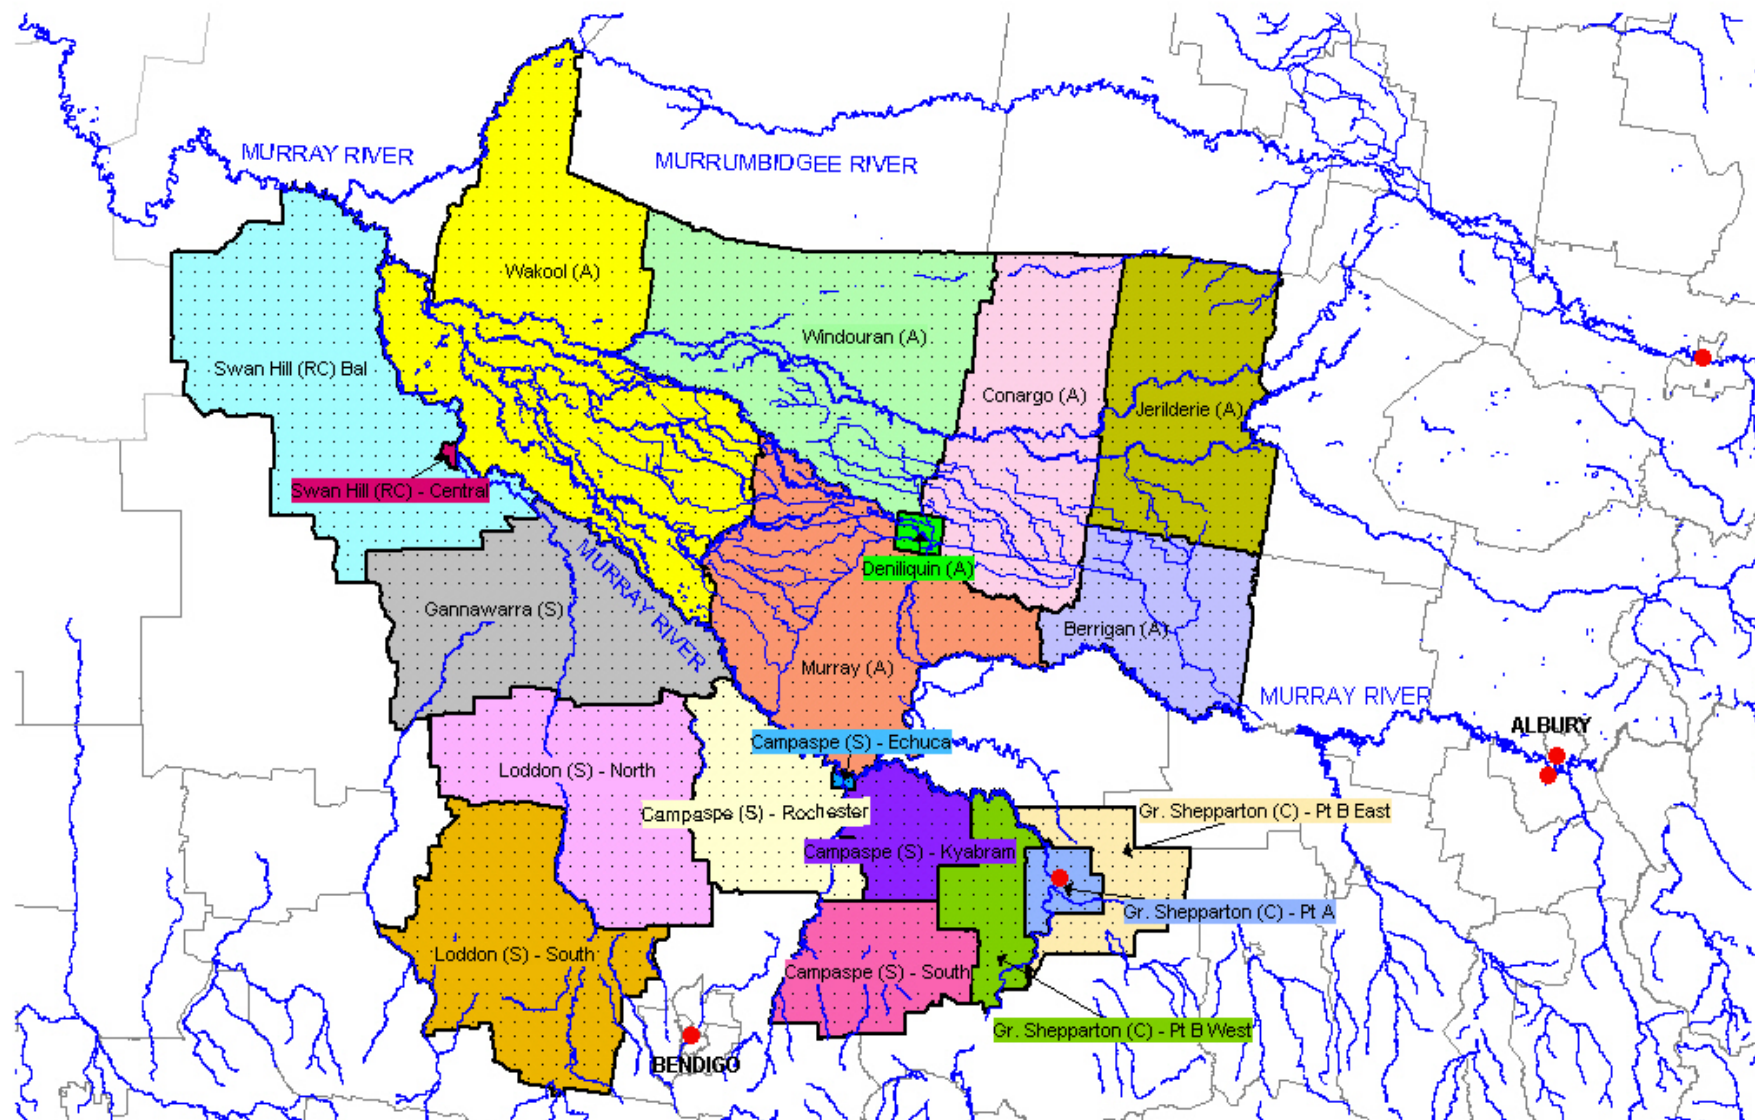 MURRAY RIVER
MURRUMBIDGEE RIVER
Wakool (A)
Windouran (A)
Swan Hill (RC) Bal
Conargo (A)
Jerilderie (A)
Swan Hill (RC) - Central
Deniliquin (A)
Gannawarra (S)
MURRAY RIVER
Berrigan (A)
Murray (A)
MURRAY RIVER
ALBURY
Campaspe (S) - Echuca
Loddon (S) - North
Campaspe (S) - Rochester
Gr. Shepparton (C) - Pt B East
Campaspe (S) - Kyabram
Gr. Shepparton (C) - Pt A
Loddon (S) - South
Campaspe (S) - South
Gr. Shepparton (C) - Pt B West
BENDIGO